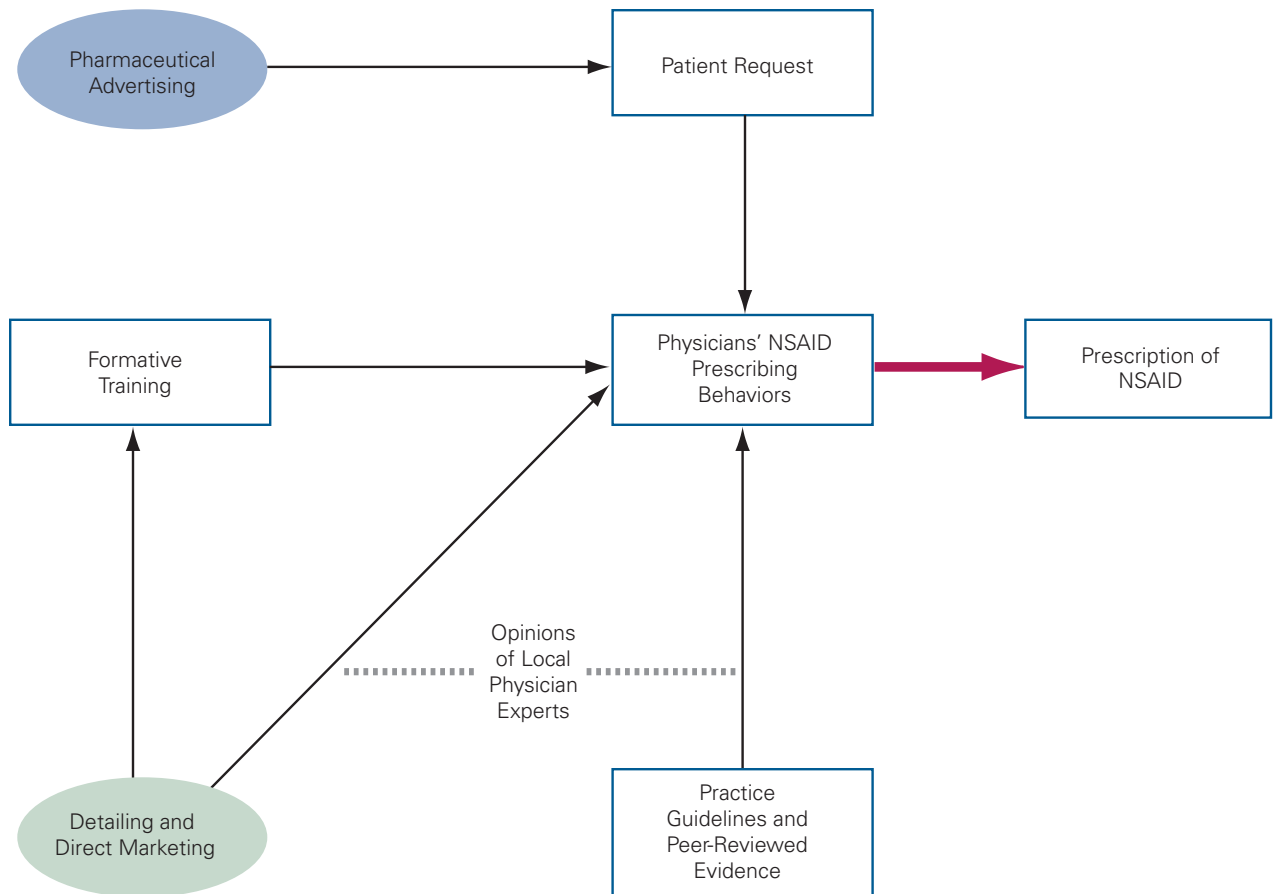 Pharmaceutical
Advertising
Patient Request
Formative
Training
Physicians’ NSAID
Prescribing
Behaviors
Prescription of
NSAID
Opinions
of Local
Physician
Experts
Detailing and
Direct Marketing
Practice
Guidelines and
Peer-Reviewed
Evidence